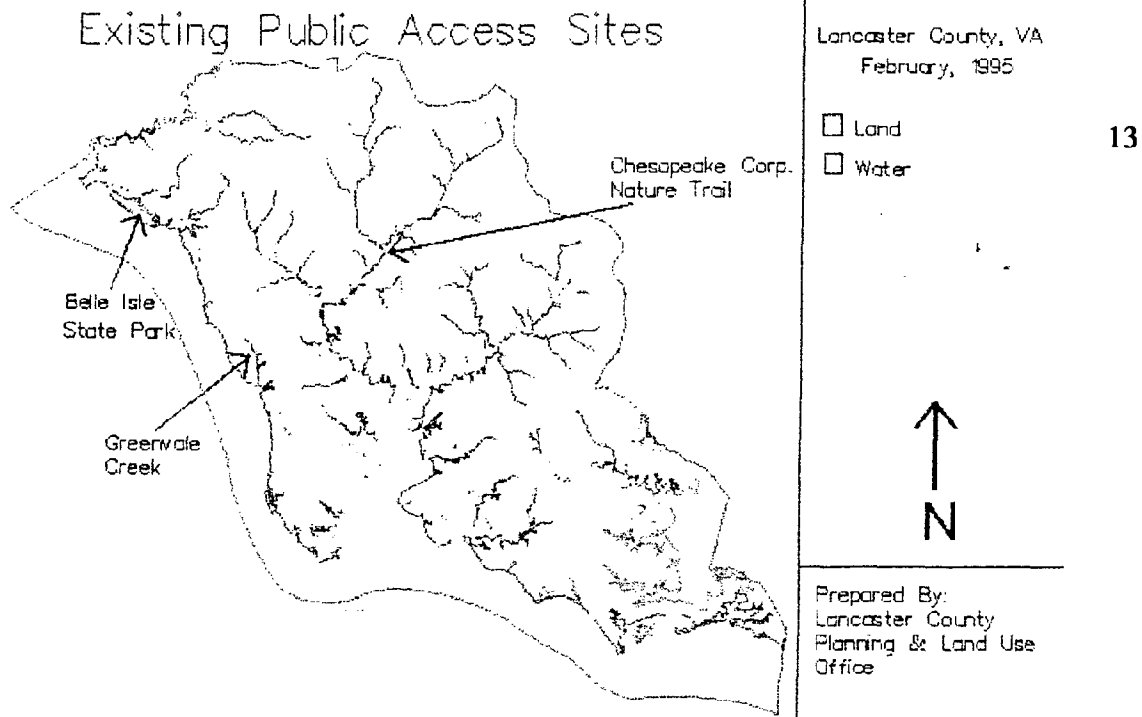 Existing Public Access Sites
Lancaster County, VA
February, 1995
Land
Water
13
Chesapeake Corp.
Nature Trail
Belle Isle
State Park
Greenvale
Creek
N
Prepared By:
Lancaster County
Planning & Land Use
Office